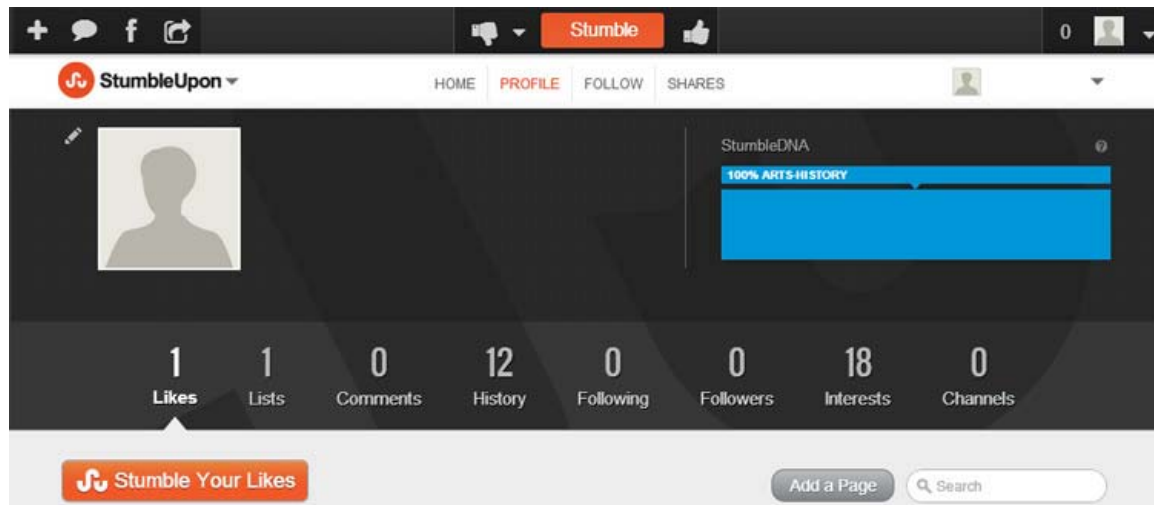 Stumble
0
StumbleUpon
HOME PROFILE FOLLOW SHARES
StumbleDNA
100% ARTS-HISTORY
1 1 0 12 0 0 18 0
Likes Lists Comments History Following Followers Interests Channels
Stumble Your Likes
Add a Page
Search